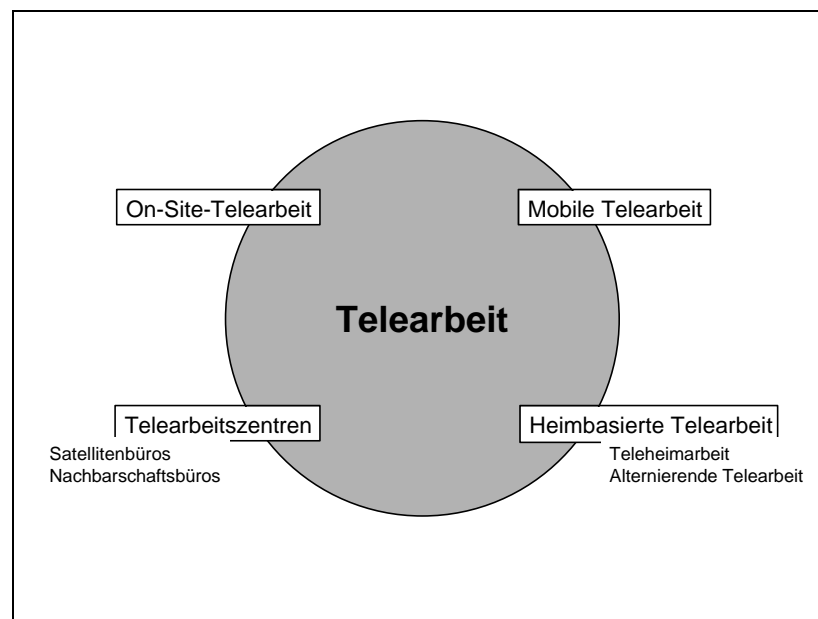 On-Site-Telearbeit
Mobile Telearbeit
Telearbeit
Telearbeitszentren
Satellitenbüros
Nachbarschaftsbüros
Heimbasierte Telearbeit
Teleheimarbeit
Alternierende Telearbeit